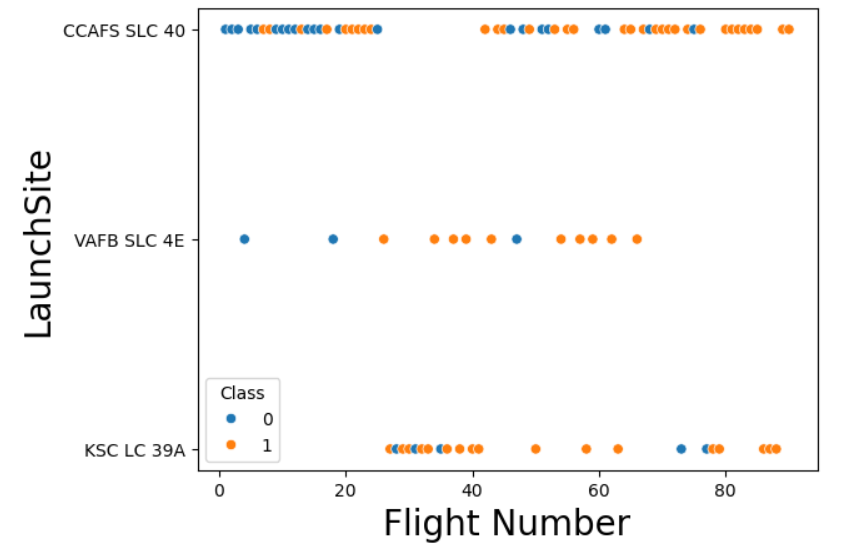 CCAFS SLC 40
VAFB SLC 4E
KSC LC 39A
LaunchSite
Class
0
1
0 20 40 60 80
Flight Number